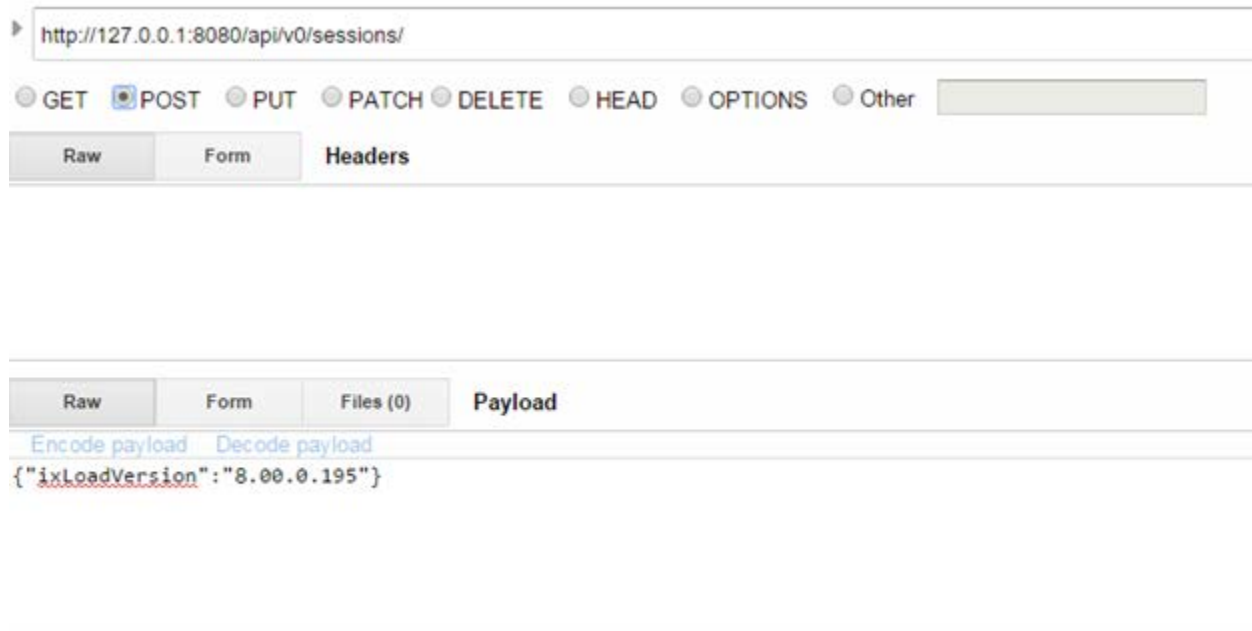 http://127.0.0.1:8080/api/v0/sessions/
GET POST PUT PATCH DELETE HEAD OPTIONS Other
Raw Form Headers
Raw Form Files (0) Payload
Encode payload Decode payload
{"ixLoadVersion":"8.00.0.195"}